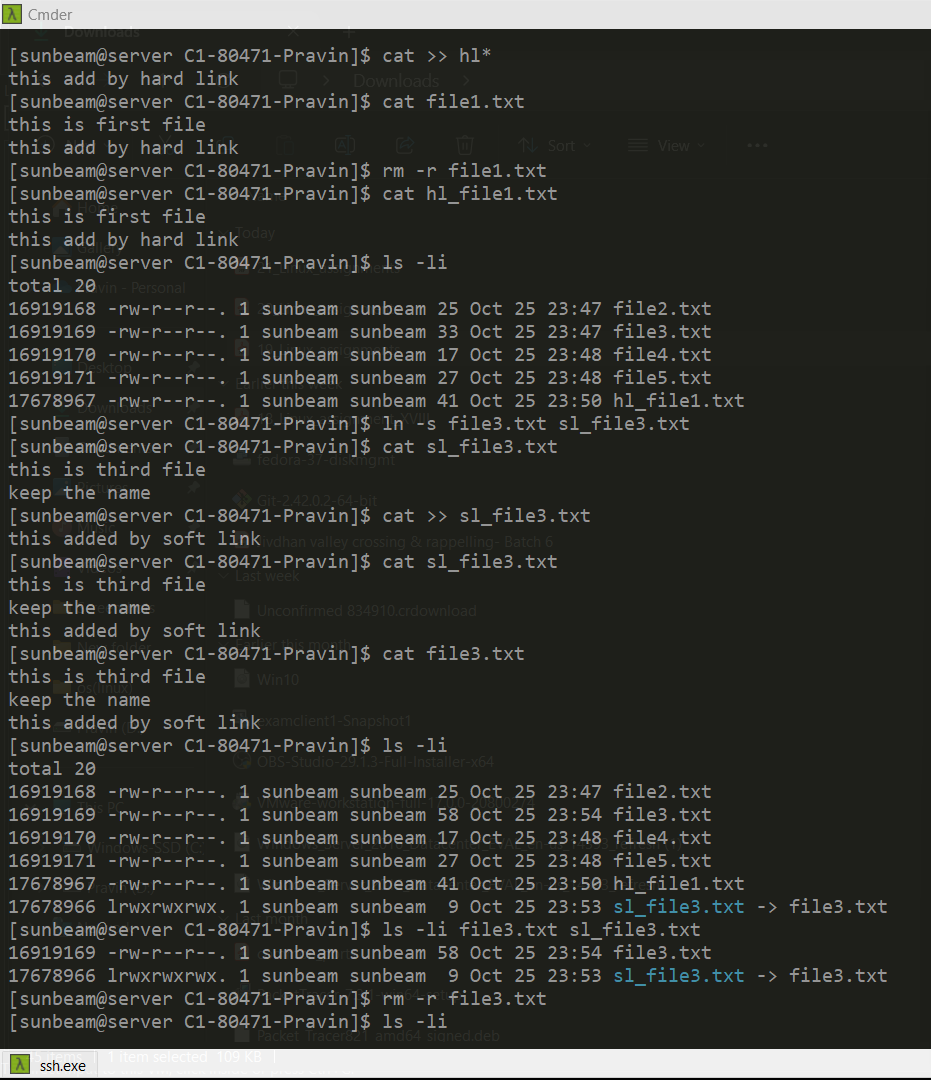 Cmder
[sunbeam@server C1-80471-Pravin]$ cat >> hl*
this add by hard link
[sunbeam@server C1-80471-Pravin]$ cat file1.txt
this is first file
this add by hard link
[sunbeam@server C1-80471-Pravin]$ rm -r file1.txt
[sunbeam@server C1-80471-Pravin]$ cat hl_file1.txt
this is first file
this add by hard link
[sunbeam@server C1-80471-Pravin]$ ls -li
total 20
16919168 -rw-r--r--. 1 sunbeam sunbeam 25 Oct 25 23:47 file2.txt
16919169 -rw-r--r--. 1 sunbeam sunbeam 33 Oct 25 23:47 file3.txt
16919170 -rw-r--r--. 1 sunbeam sunbeam 17 Oct 25 23:48 file4.txt
16919171 -rw-r--r--. 1 sunbeam sunbeam 27 Oct 25 23:48 file5.txt
17678967 -rw-r--r--. 1 sunbeam sunbeam 41 Oct 25 23:50 hl_file1.txt
[sunbeam@server C1-80471-Pravin]$ ln -s file3.txt sl_file3.txt
[sunbeam@server C1-80471-Pravin]$ cat sl_file3.txt
this is third file
keep the name
[sunbeam@server C1-80471-Pravin]$ cat >> sl_file3.txt
this added by soft link
[sunbeam@server C1-80471-Pravin]$ cat sl_file3.txt
this is third file
keep the name
this added by soft link
[sunbeam@server C1-80471-Pravin]$ cat file3.txt
this is third file
keep the name
this added by soft link
[sunbeam@server C1-80471-Pravin]$ ls -li
total 20
16919168 -rw-r--r--. 1 sunbeam sunbeam 25 Oct 25 23:47 file2.txt
16919169 -rw-r--r--. 1 sunbeam sunbeam 58 Oct 25 23:54 file3.txt
16919170 -rw-r--r--. 1 sunbeam sunbeam 17 Oct 25 23:48 file4.txt
16919171 -rw-r--r--. 1 sunbeam sunbeam 27 Oct 25 23:48 file5.txt
17678967 -rw-r--r--. 1 sunbeam sunbeam 41 Oct 25 23:50 hl_file1.txt
17678966 lrwxrwxrwx. 1 sunbeam sunbeam  9 Oct 25 23:53 sl_file3.txt -> file3.txt
[sunbeam@server C1-80471-Pravin]$ ls -li file3.txt sl_file3.txt
16919169 -rw-r--r--. 1 sunbeam sunbeam 58 Oct 25 23:54 file3.txt
17678966 lrwxrwxrwx. 1 sunbeam sunbeam  9 Oct 25 23:53 sl_file3.txt -> file3.txt
[sunbeam@server C1-80471-Pravin]$ rm -r file3.txt
[sunbeam@server C1-80471-Pravin]$ ls -li
1 item selected 109 KB
ssh.exe